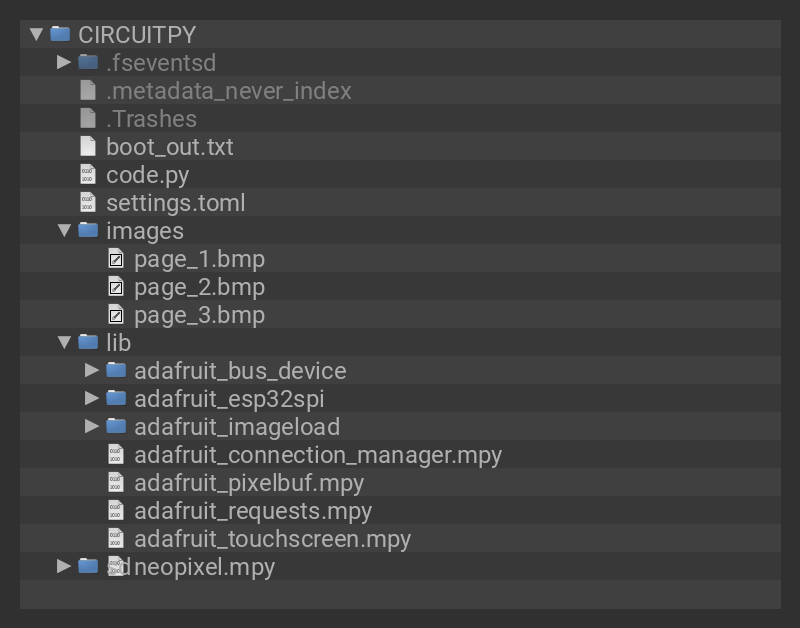 CIRCUITPY
.fseventsd
.metadata_never_index
.Trashes
boot_out.txt
code.py
settings.toml
images
page_1.bmp
page_2.bmp
page_3.bmp
lib
adafruit_bus_device
adafruit_esp32spi
adafruit_imageload
adafruit_connection_manager.mpy
adafruit_pixelbuf.mpy
adafruit_requests.mpy
adafruit_touchscreen.mpy
sd neopixel.mpy